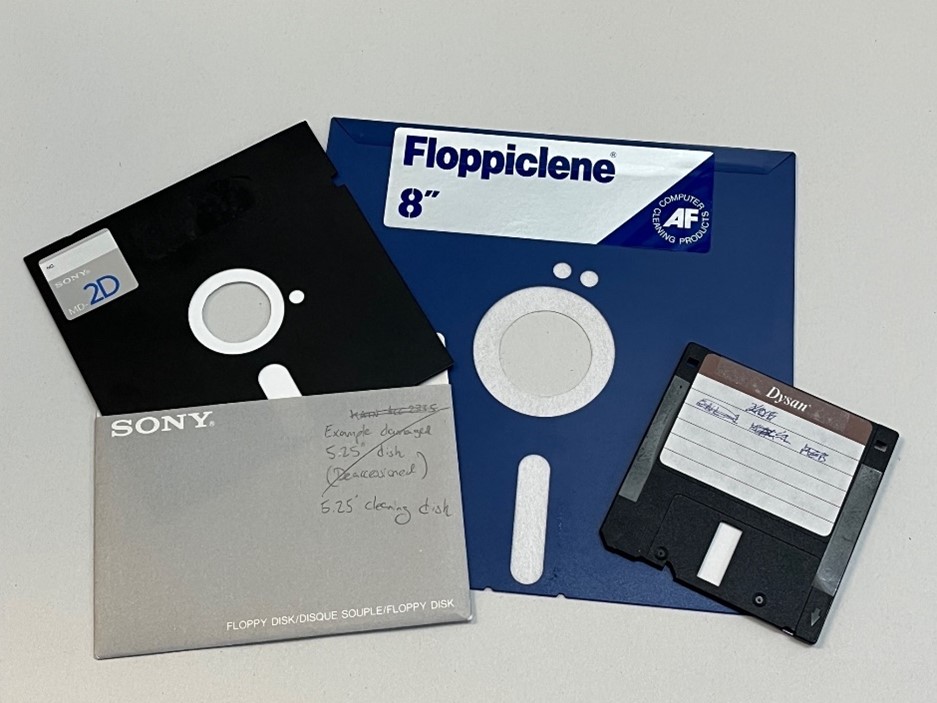 Floppiclene®
8″
COMPUTER
AF
CLEANING PRODUCTS
SONY®
MD-2D
SONY®
Example damaged
5.25" disk
(Deaccessioned)
5.25" cleaning disk
FLOPPY DISK/DISQUE SOUPLE/FLOPPY DISK
Dysan